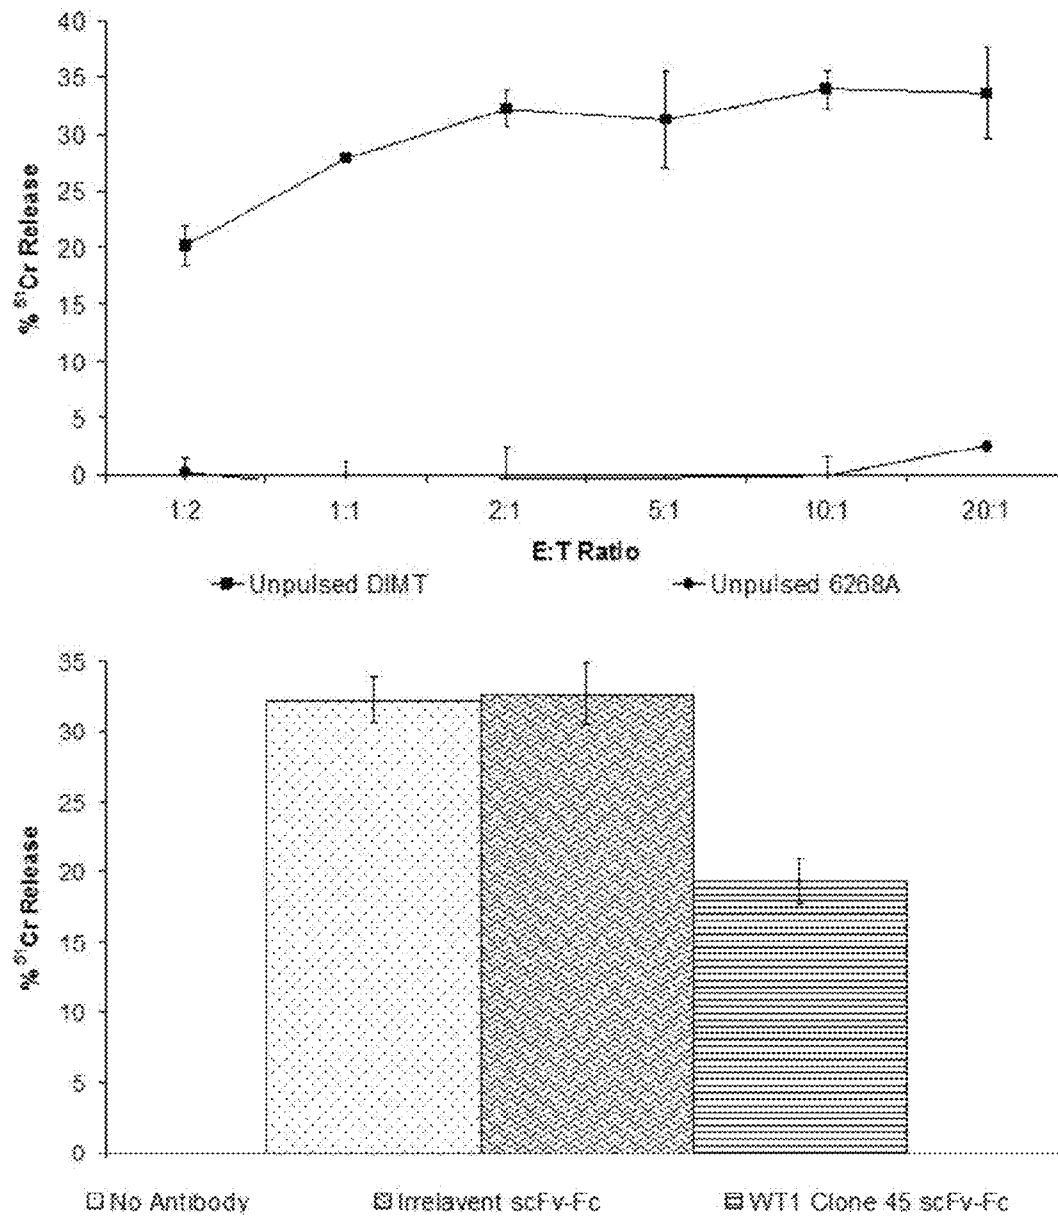 40
35
30
25
20
15
10
5
0
% ⁵¹Cr Release
1:2 1:1 2:1 5:1 10:1 20:1
E:T Ratio
Unpulsed DIMT Unpulsed 6268A
35
30
25
20
15
10
5
0
% ⁵¹Cr Release
No Antibody Irrelavent scFv-Fc WT1 Clone 45 scFv-Fc